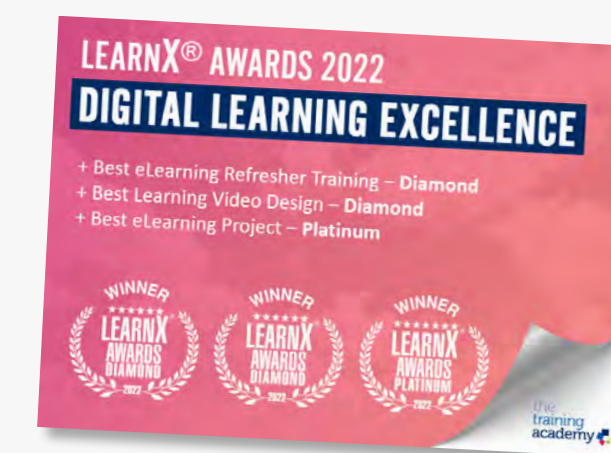 LEARNX® AWARDS 2022
DIGITAL LEARNING EXCELLENCE
+ Best eLearning Refresher Training – Diamond
+ Best Learning Video Design – Diamond
+ Best eLearning Project – Platinum
WINNER
LEARNX®
AWARDS
DIAMOND
2022
WINNER
LEARNX®
AWARDS
DIAMOND
2022
WINNER
LEARNX®
AWARDS
PLATINUM
2022
the
training
academy